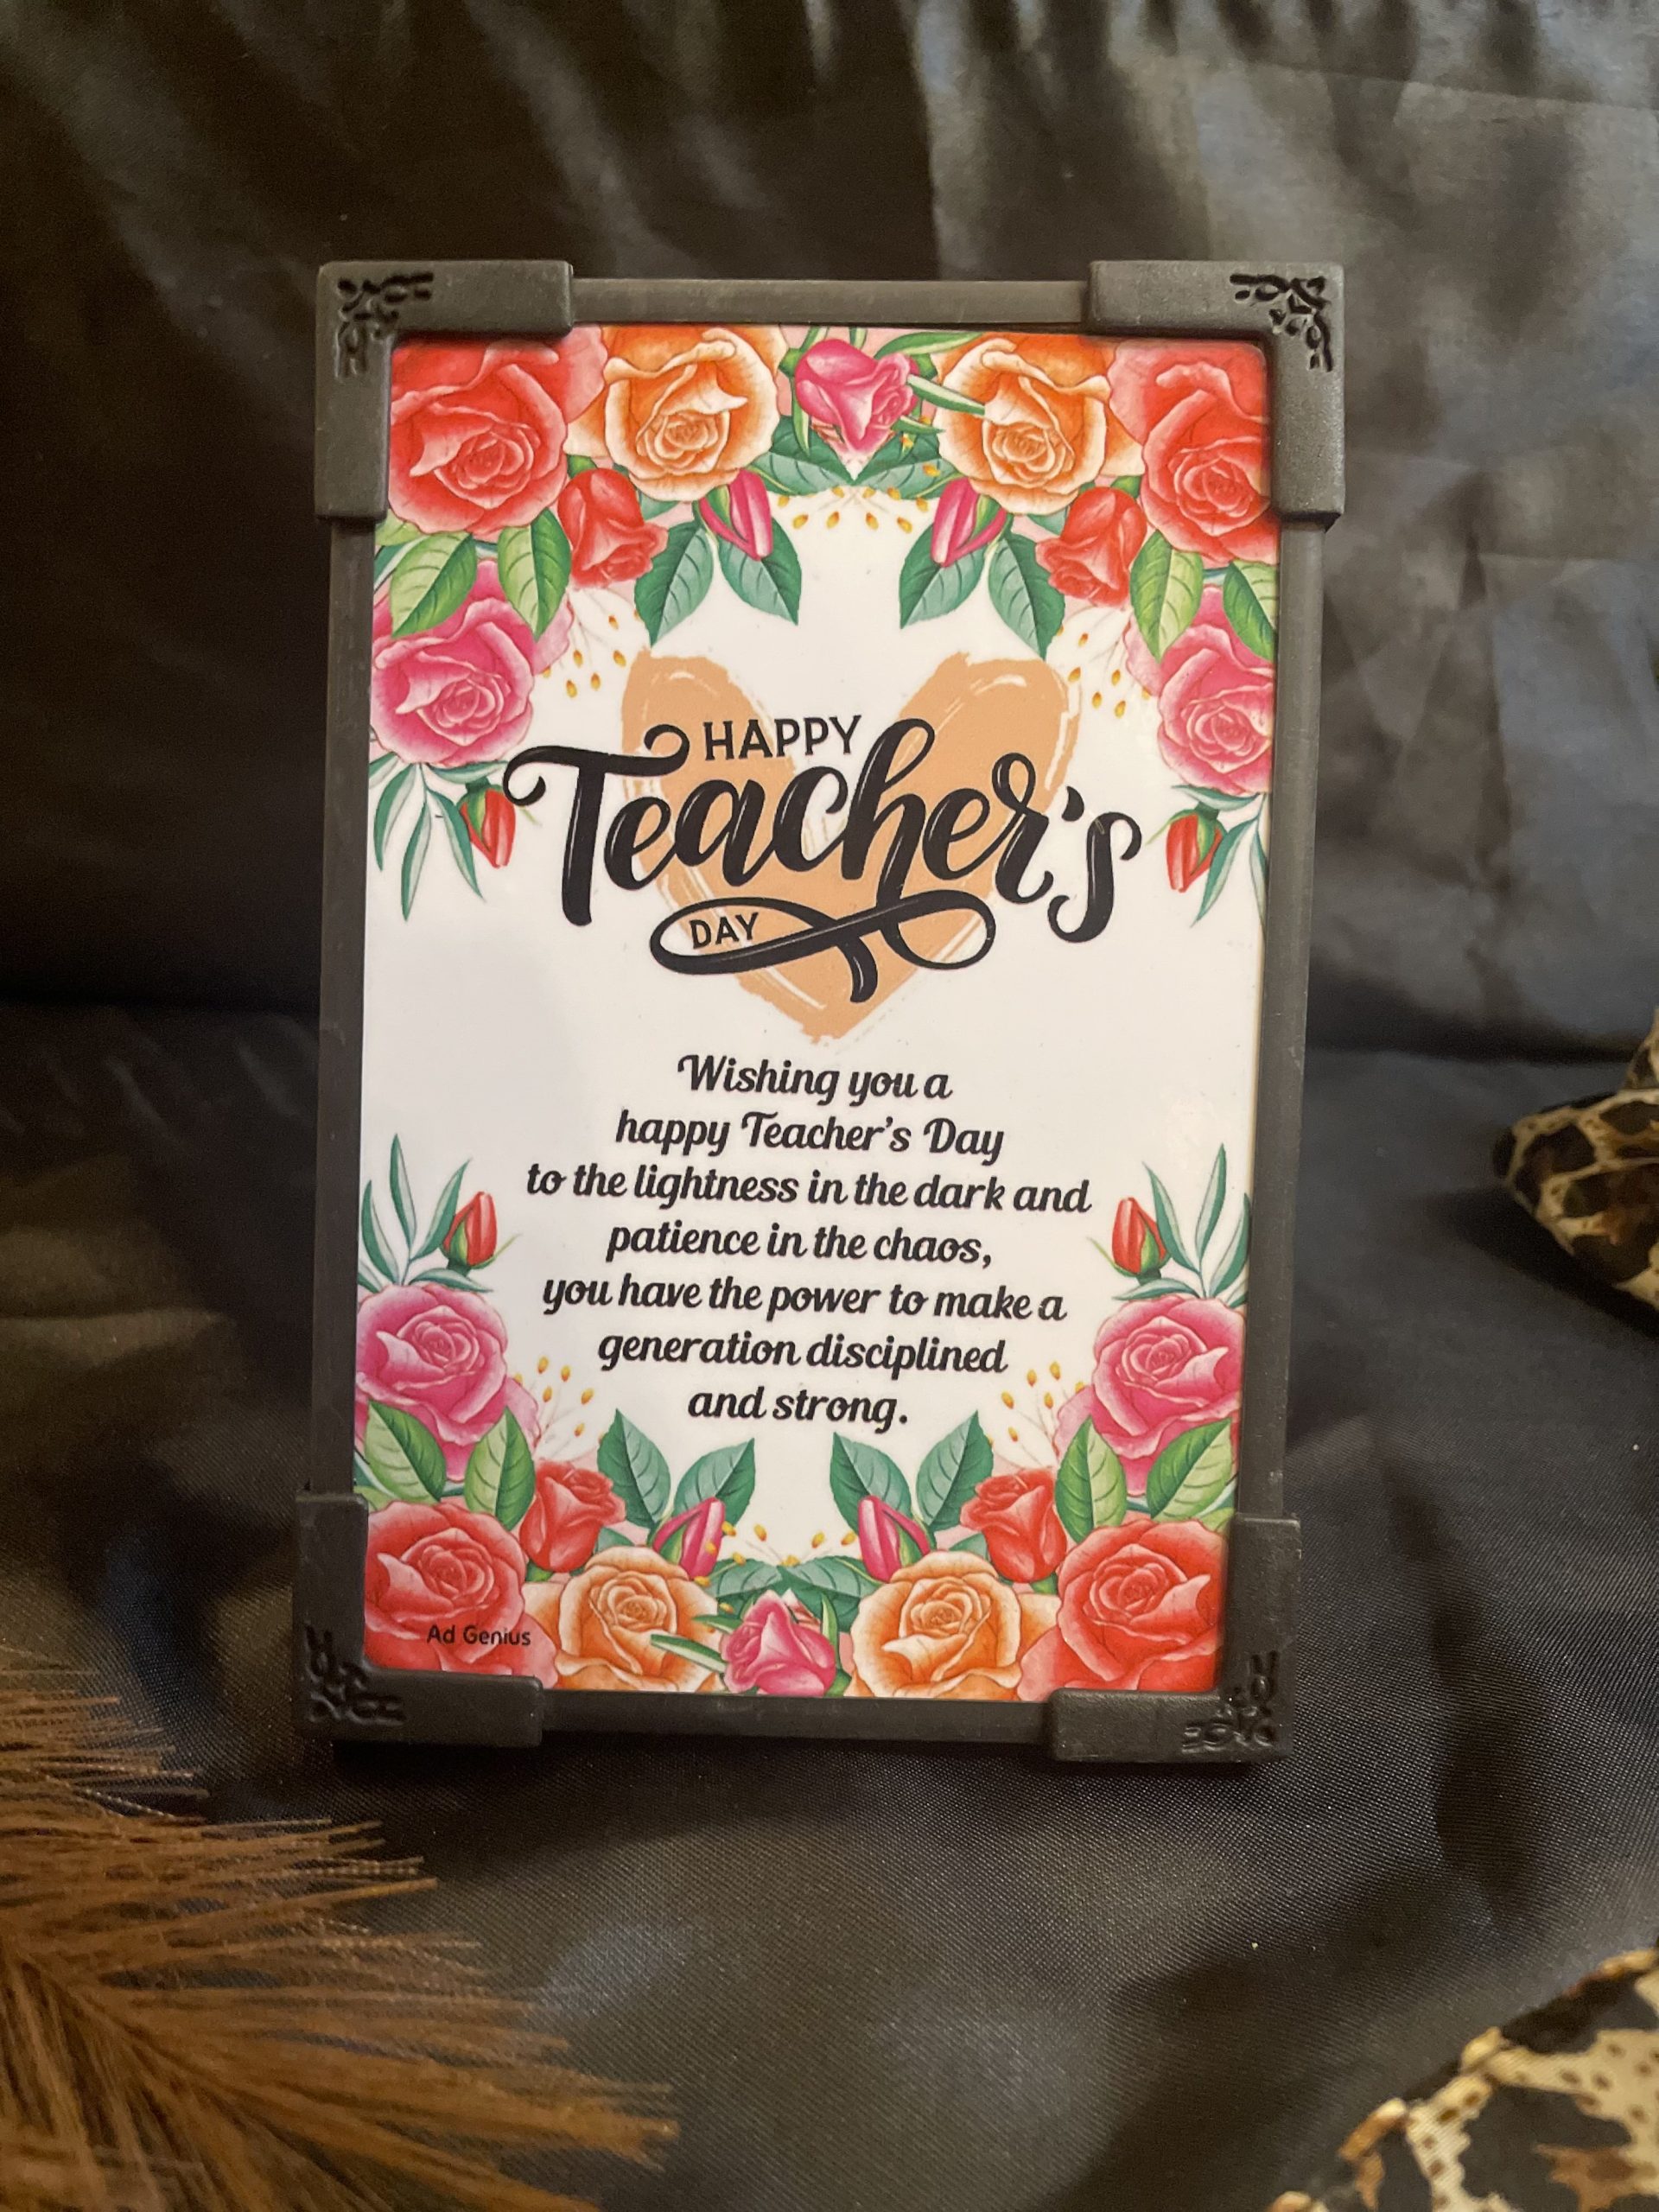 HAPPY
Teacher's
DAY
Wishing you a
happy Teacher's Day
to the lightness in the dark and
patience in the chaos,
you have the power to make a
generation disciplined
and strong.
Ad Genius